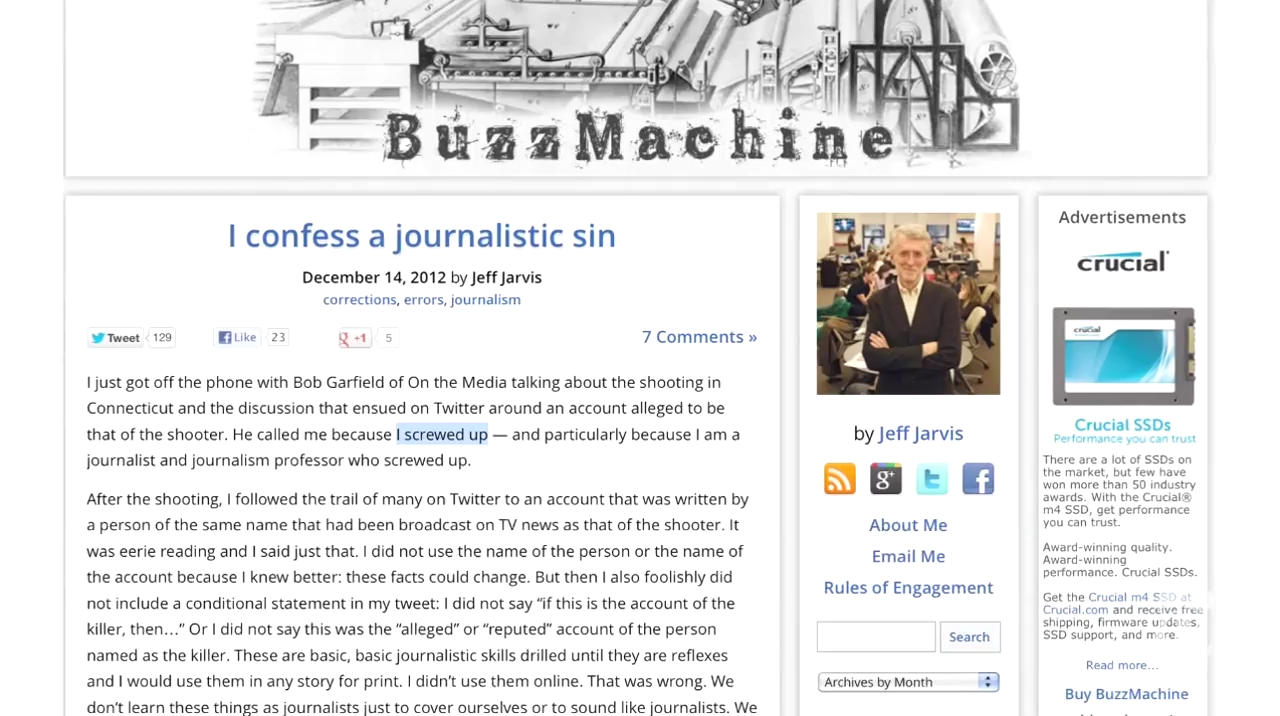 BuzzMachine
I confess a journalistic sin
December 14, 2012 by Jeff Jarvis
corrections, errors, journalism
Tweet 129 Like 23 +1 5 7 Comments »
I just got off the phone with Bob Garfield of On the Media talking about the shooting in
Connecticut and the discussion that ensued on Twitter around an account alleged to be
that of the shooter. He called me because I screwed up — and particularly because I am a
journalist and journalism professor who screwed up.
After the shooting, I followed the trail of many on Twitter to an account that was written by
a person of the same name that had been broadcast on TV news as that of the shooter. It
was eerie reading and I said just that. I did not use the name of the person or the name of
the account because I knew better: these facts could change. But then I also foolishly did
not include a conditional statement in my tweet: I did not say “if this is the account of the
killer, then…” Or I did not say this was the “alleged” or “reputed” account of the person
named as the killer. These are basic, basic journalistic skills drilled until they are reflexes
and I would use them in any story for print. I didn’t use them online. That was wrong. We
don’t learn these things as journalists just to cover ourselves or to sound like journalists. We
by Jeff Jarvis
g+
About Me
Email Me
Rules of Engagement
Search
Archives by Month
Advertisements
crucial
crucial
Crucial SSDs
Performance you can trust
There are a lot of SSDs on
the market, but few have
won more than 50 industry
awards. With the Crucial®
m4 SSD, get performance
you can trust.
Award-winning quality.
Award-winning
performance. Crucial SSDs.
Get the Crucial m4 SSD at
Crucial.com and receive free
shipping, firmware updates,
SSD support, and more.
Read more...
Buy BuzzMachine